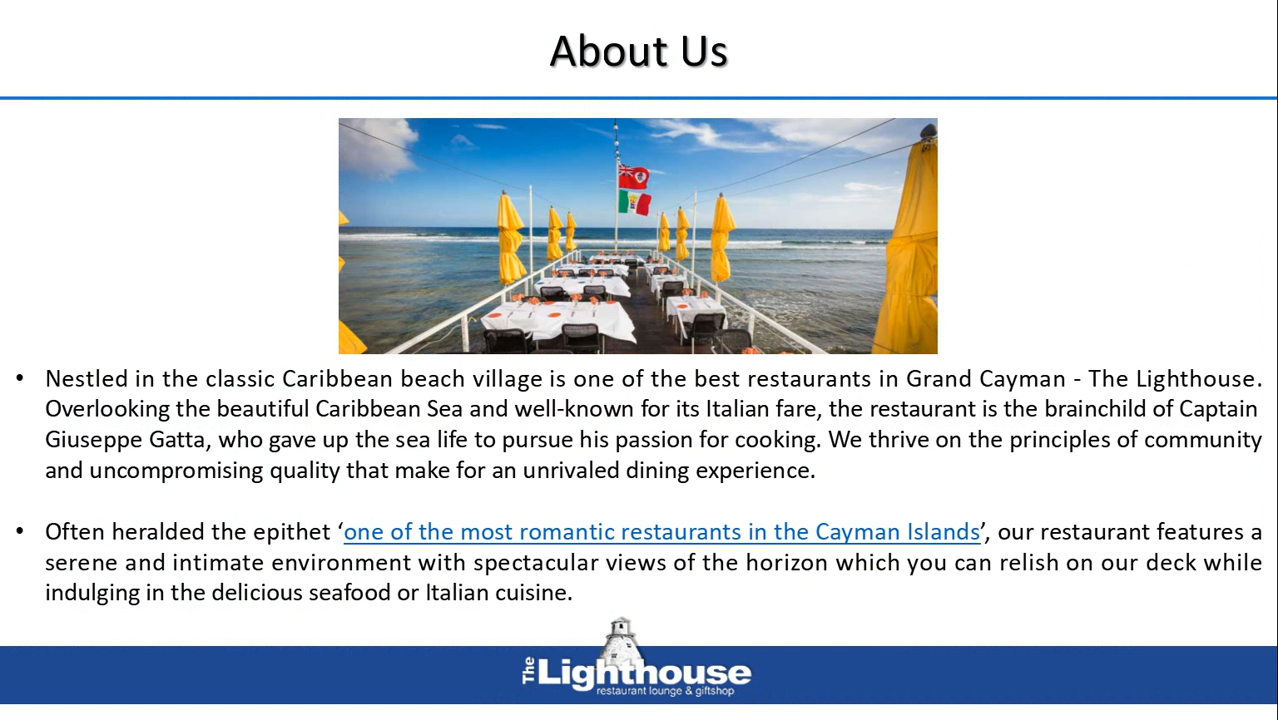 About Us
• Nestled in the classic Caribbean beach village is one of the best restaurants in Grand Cayman - The Lighthouse.
Overlooking the beautiful Caribbean Sea and well-known for its Italian fare, the restaurant is the brainchild of Captain
Giuseppe Gatta, who gave up the sea life to pursue his passion for cooking. We thrive on the principles of community
and uncompromising quality that make for an unrivaled dining experience.
• Often heralded the epithet ‘one of the most romantic restaurants in the Cayman Islands’, our restaurant features a
serene and intimate environment with spectacular views of the horizon which you can relish on our deck while
indulging in the delicious seafood or Italian cuisine.
The Lighthouse
restaurant lounge & giftshop